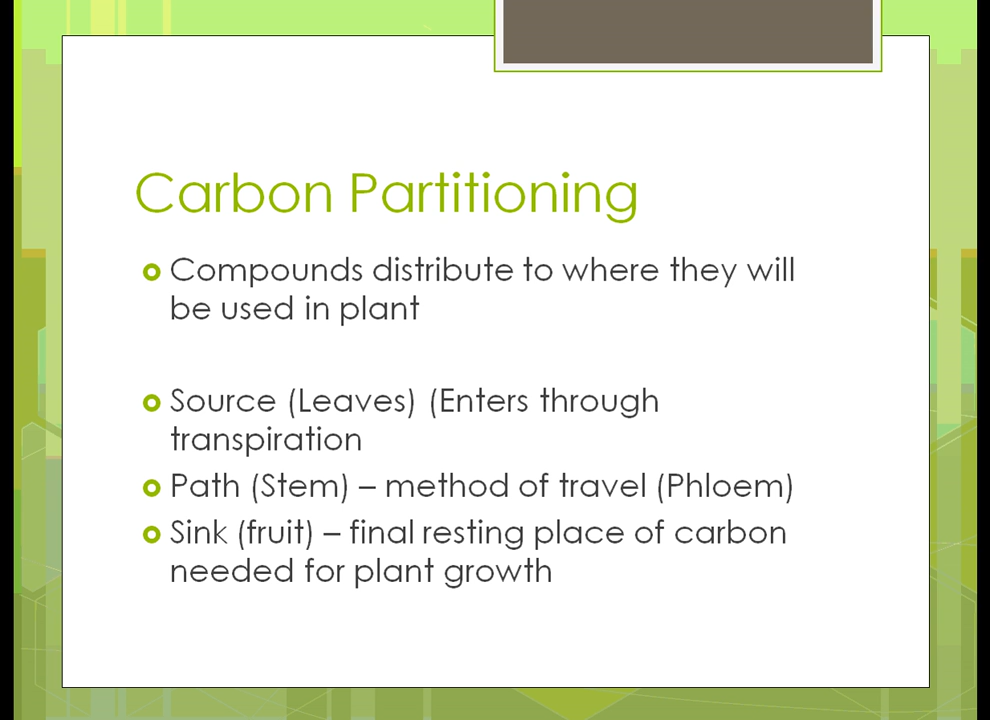 Carbon Partitioning
Compounds distribute to where they will
be used in plant
Source (Leaves) (Enters through
transpiration
Path (Stem) – method of travel (Phloem)
Sink (fruit) – final resting place of carbon
needed for plant growth